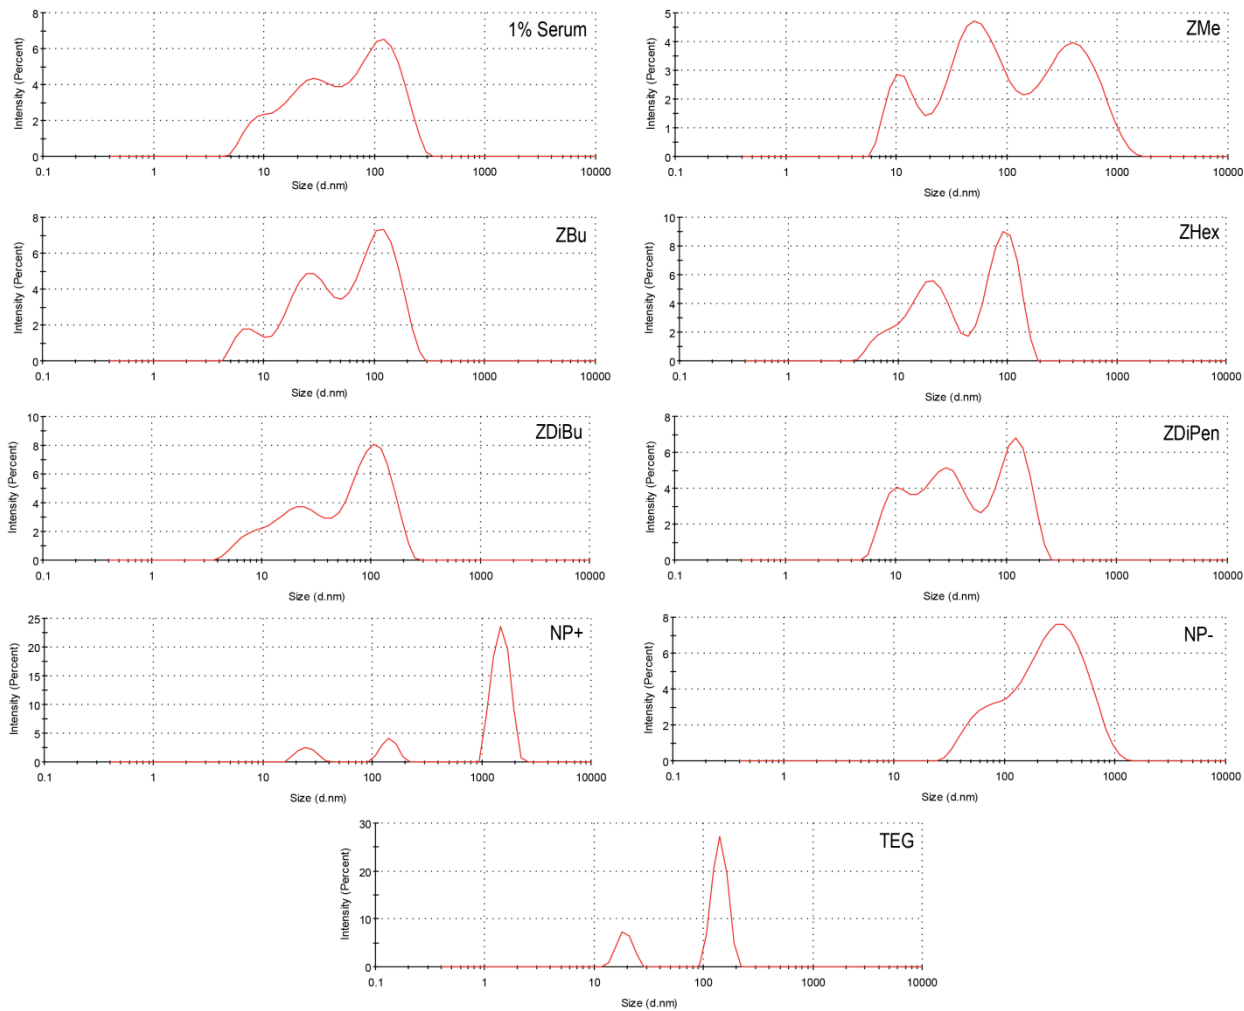 1% Serum
Intensity (Percent)
8
6
4
2
0
0.1 1 10 100 1000 10000
Size (d.nm)
ZMe
Intensity (Percent)
5
4
3
2
1
0
0.1 1 10 100 1000 10000
Size (d.nm)
ZBu
Intensity (Percent)
8
6
4
2
0
0.1 1 10 100 1000 10000
Size (d.nm)
ZHex
Intensity (Percent)
10
8
6
4
2
0
0.1 1 10 100 1000 10000
Size (d.nm)
ZDiBu
Intensity (Percent)
10
8
6
4
2
0
0.1 1 10 100 1000 10000
Size (d.nm)
ZDiPen
Intensity (Percent)
8
6
4
2
0
0.1 1 10 100 1000 10000
Size (d.nm)
NP+
Intensity (Percent)
25
20
15
10
5
0
0.1 1 10 100 1000 10000
Size (d.nm)
NP-
Intensity (Percent)
8
6
4
2
0
0.1 1 10 100 1000 10000
Size (d.nm)
TEG
Intensity (Percent)
30
20
10
0
0.1 1 10 100 1000 10000
Size (d.nm)